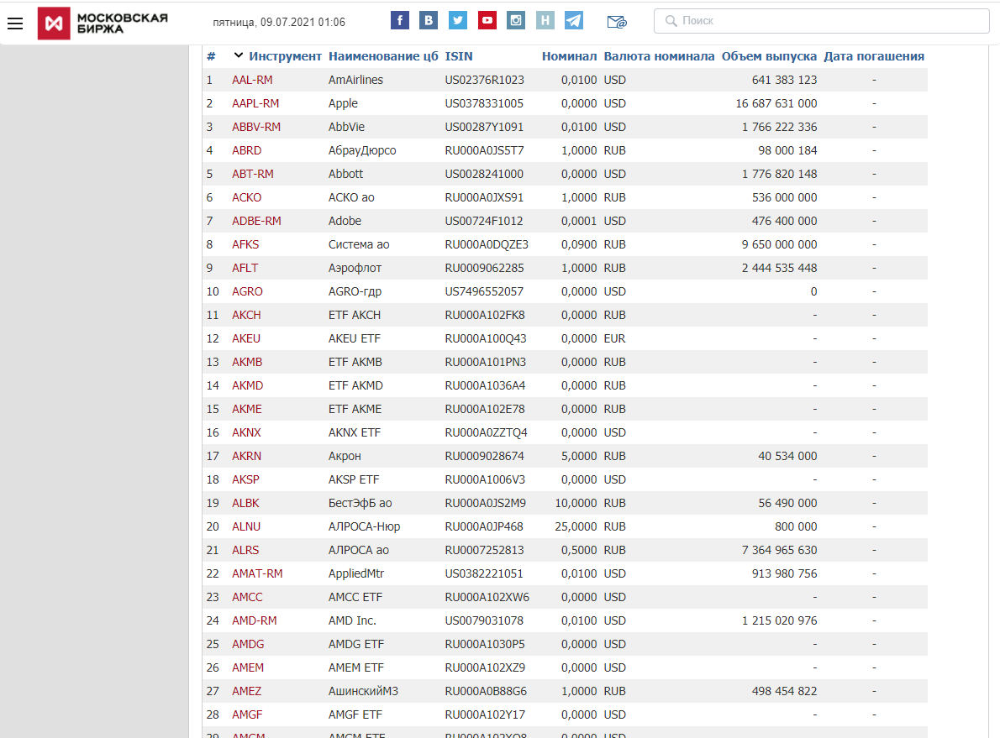 МОСКОВСКАЯ
БИРЖА
пятница, 09.07.2021 01:06
Поиск
# Инструмент Наименование цб ISIN Номинал Валюта номинала Объем выпуска Дата погашения
1 AAL-RM AmAirlines US02376R1023 0,0100 USD 641 383 123 -
2 AAPL-RM Apple US0378331005 0,0000 USD 16 687 631 000 -
3 ABBV-RM AbbVie US00287Y1091 0,0100 USD 1 766 222 336 -
4 ABRD АбрауДюрсо RU000A0JS5T7 1,0000 RUB 98 000 184 -
5 ABT-RM Abbott US0028241000 0,0000 USD 1 776 820 148 -
6 ACKO АСКО ао RU000A0JXS91 1,0000 RUB 536 000 000 -
7 ADBE-RM Adobe US00724F1012 0,0001 USD 476 400 000 -
8 AFKS Система ао RU000A0DQZE3 0,0900 RUB 9 650 000 000 -
9 AFLT Аэрофлот RU0009062285 1,0000 RUB 2 444 535 448 -
10 AGRO AGRO-гдр US7496552057 0,0000 USD 0 -
11 AKCH ETF AKCH RU000A102FK8 0,0000 RUB - -
12 AKEU AKEU ETF RU000A100Q43 0,0000 EUR - -
13 AKMB ETF AKMB RU000A101PN3 0,0000 RUB - -
14 AKMD ETF AKMD RU000A1036A4 0,0000 RUB - -
15 AKME ETF AKME RU000A102E78 0,0000 RUB - -
16 AKNX AKNX ETF RU000A0ZZTQ4 0,0000 USD - -
17 AKRN Акрон RU0009028674 5,0000 RUB 40 534 000 -
18 AKSP AKSP ETF RU000A1006V3 0,0000 USD - -
19 ALBK БестЭфБ ао RU000A0JS2M9 10,0000 RUB 56 490 000 -
20 ALNU АЛРОСА-Нюр RU000A0JP468 25,0000 RUB 800 000 -
21 ALRS АЛРОСА ао RU0007252813 0,5000 RUB 7 364 965 630 -
22 AMAT-RM AppliedMtr US0382221051 0,0100 USD 913 980 756 -
23 AMCC AMCC ETF RU000A102XW6 0,0000 USD - -
24 AMD-RM AMD Inc. US0079031078 0,0100 USD 1 215 020 976 -
25 AMDG AMDG ETF RU000A1030P5 0,0000 USD - -
26 AMEM AMEM ETF RU000A102XZ9 0,0000 USD - -
27 AMEZ АшинскийМЗ RU000A0B88G6 1,0000 RUB 498 454 822 -
28 AMGF AMGF ETF RU000A102Y17 0,0000 USD - -
29 AMGM AMGM ETF 0,0000 USD